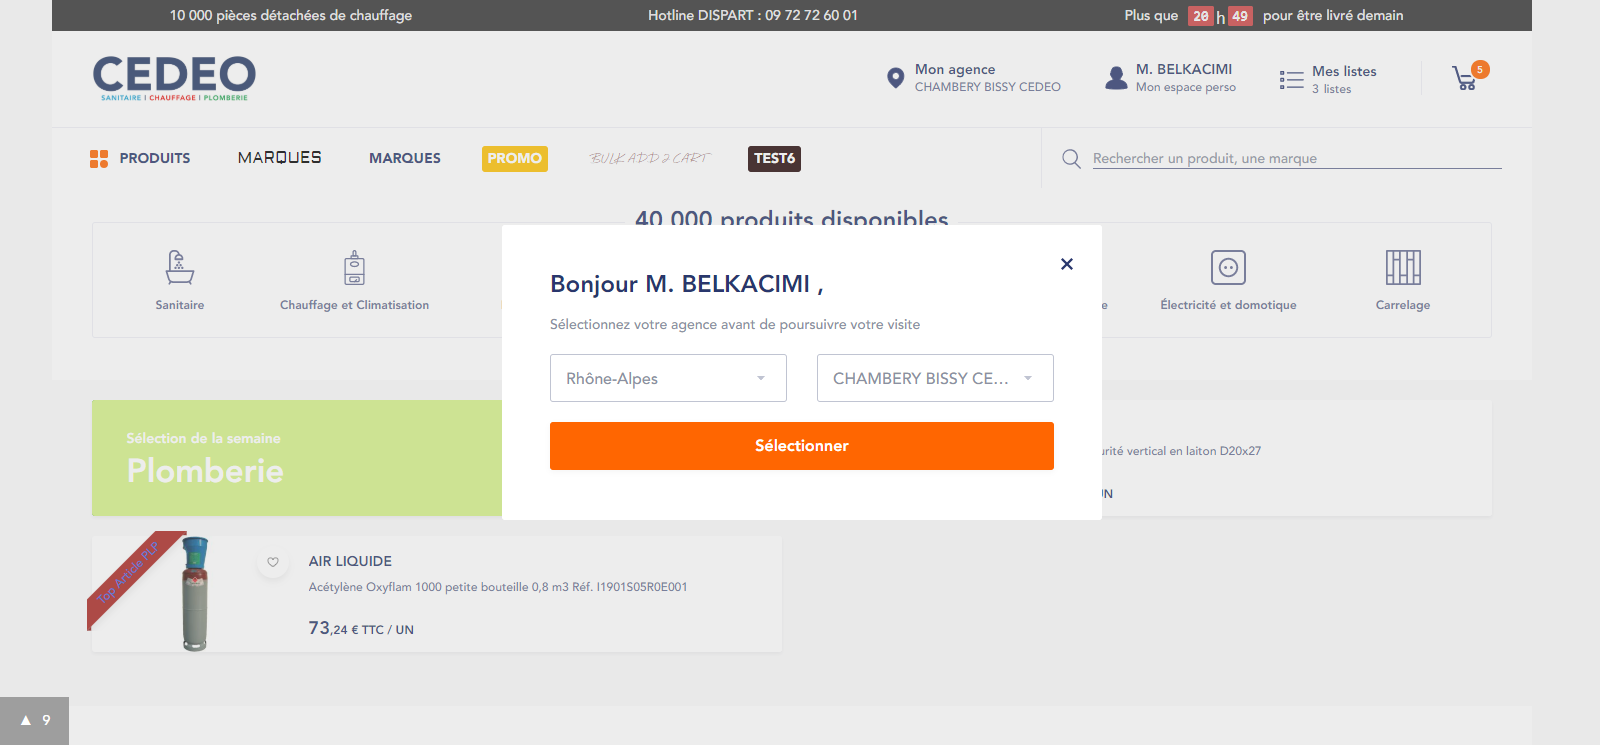 10 000 pièces détachées de chauffage
Hotline DISPART : 09 72 72 60 01
Plus que 20 h 49 pour être livré demain
CEDEO
SANITAIRE | CHAUFFAGE | PLOMBERIE
Mon agence
CHAMBERY BISSY CEDEO
M. BELKACIMI
Mon espace perso
Mes listes
3 listes
5
PRODUITS
MARQUES
MARQUES
PROMO
BULK ADD 2 CART
TEST6
Rechercher un produit, une marque
40 000 produits disponibles
Sanitaire
Chauffage et Climatisation
e
Électricité et domotique
Carrelage
Bonjour M. BELKACIMI ,
Sélectionnez votre agence avant de poursuivre votre visite
Rhône-Alpes
CHAMBERY BISSY CE...
Sélectionner
Sélection de la semaine
Plomberie
urité vertical en laiton D20x27
UN
Top Article PLP
AIR LIQUIDE
Acétylène Oxyflam 1000 petite bouteille 0,8 m3 Réf. I1901S05R0E001
73,24 € TTC / UN
▲ 9